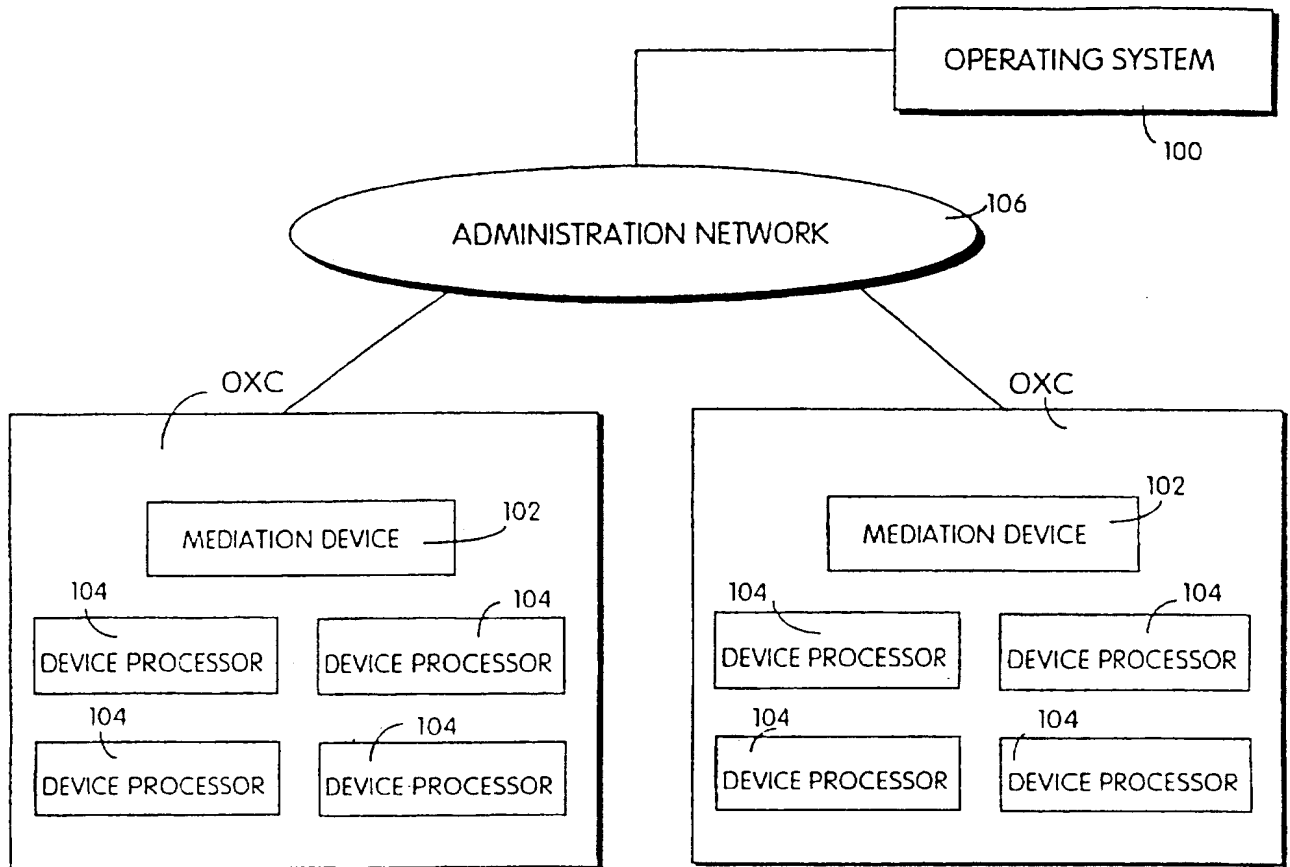 OPERATING SYSTEM
100
106
ADMINISTRATION NETWORK
OXC
OXC
102
MEDIATION DEVICE
102
MEDIATION DEVICE
104
104
DEVICE PROCESSOR
DEVICE PROCESSOR
104
104
DEVICE PROCESSOR
DEVICE PROCESSOR
104
104
DEVICE PROCESSOR
DEVICE PROCESSOR
104
104
DEVICE PROCESSOR
DEVICE PROCESSOR